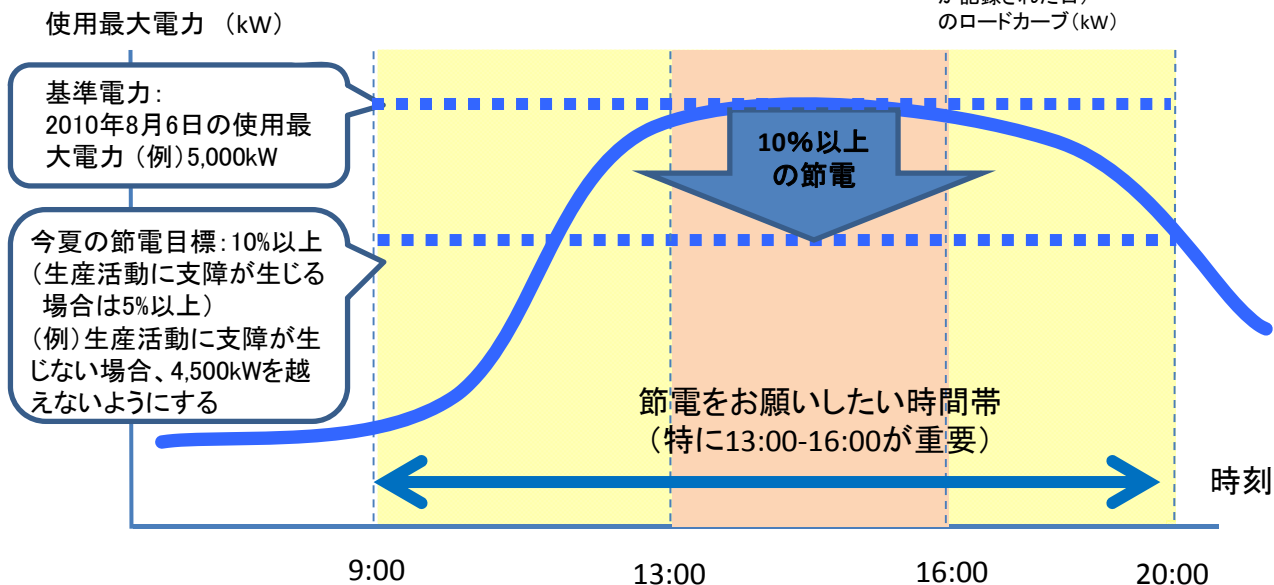 のロードカーブ（kW）
使用最大電力 （kW）
基準電力：
2010年8月6日の使用最
大電力 （例）5,000kW
10%以上
の節電
今夏の節電目標：10%以上
（生産活動に支障が生じる
場合は5%以上）
（例）生産活動に支障が生
じない場合、4,500kWを越
えないようにする
節電をお願いしたい時間帯
（特に13:00-16:00が重要）
時刻
9:00
13:00
16:00
20:00